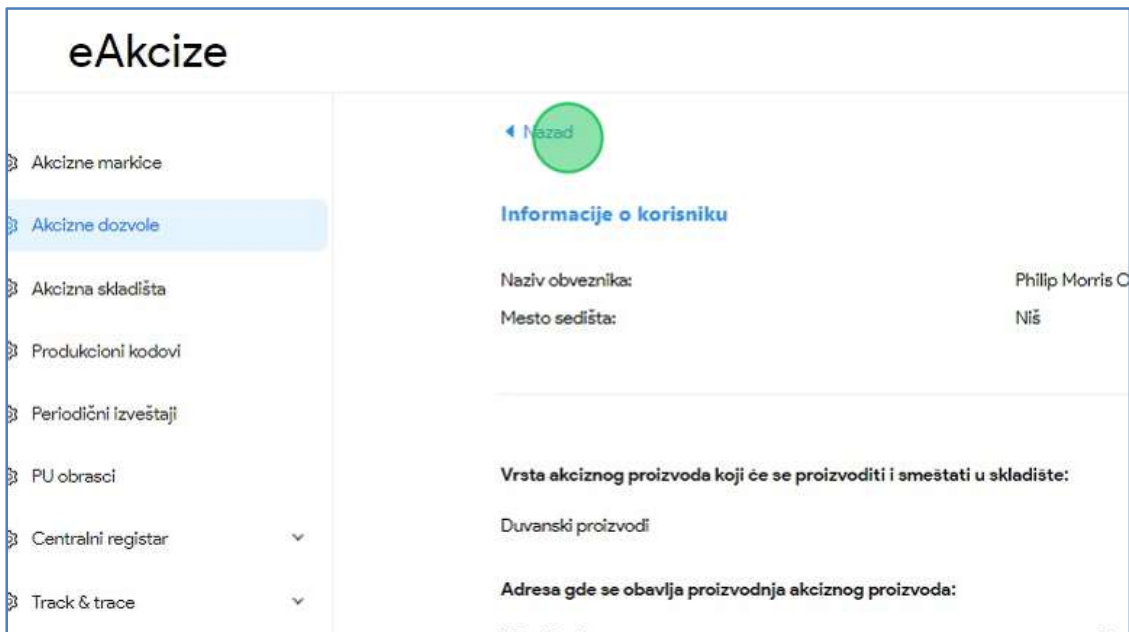 eAkcize
Akcizne markice
Akcizne dozvole
Akcizna skladišta
Produkcioni kodovi
Periodični izveštaji
PU obrasci
Centralni registar
Track & trace
Nazad
Informacije o korisniku
Naziv obveznika: Philip Morris
Mesto sedišta: Niš
Vrsta akciznog proizvoda koji će se proizvoditi i smeštati u skladište:
Duvanski proizvodi
Adresa gde se obavlja proizvodnja akciznog proizvoda: